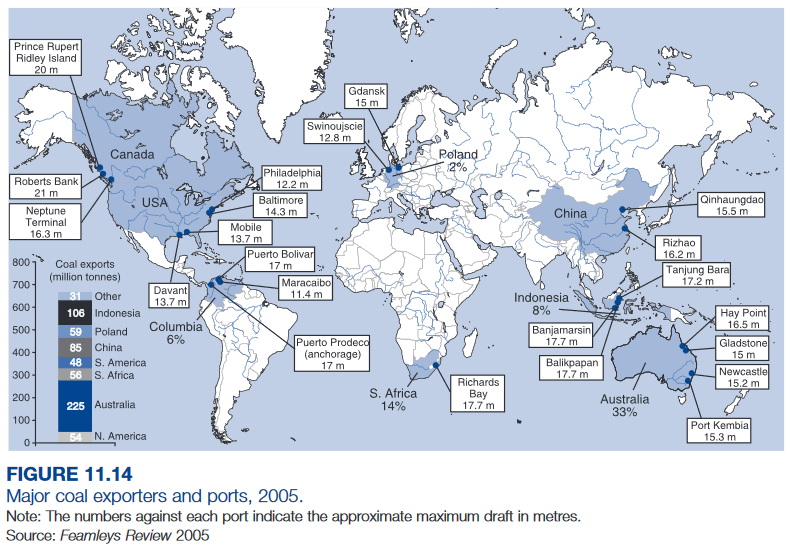 Prince Rupert
Ridley Island
20 m
Roberts Bank
21 m
Neptune
Terminal
16.3 m
Canada
USA
Philadelphia
12.2 m
Baltimore
14.3 m
Mobile
13.7 m
Davant
13.7 m
Puerto Bolivar
17 m
Maracaibo
11.4 m
Puerto Prodeco
(anchorage)
17 m
Columbia
6%
Gdansk
15 m
Swinoujscie
12.8 m
Poland
2%
China
Qinhaungdao
15.5 m
Rizhao
16.2 m
Tanjung Bara
17.2 m
Indonesia
8%
Banjamarsin
17.7 m
Balikpapan
17.7 m
Hay Point
16.5 m
Gladstone
15 m
Newcastle
15.2 m
Port Kembia
15.3 m
Australia
33%
S. Africa
14%
Richards
Bay
17.7 m
Coal exports
(million tonnes)
800
700
600
500
400
300
200
100
0
31 Other
106 Indonesia
59 Poland
85 China
48 S. America
56 S. Africa
225 Australia
54 N. America
FIGURE 11.14
Major coal exporters and ports, 2005.
Note: The numbers against each port indicate the approximate maximum draft in metres.
Source: Feamleys Review 2005